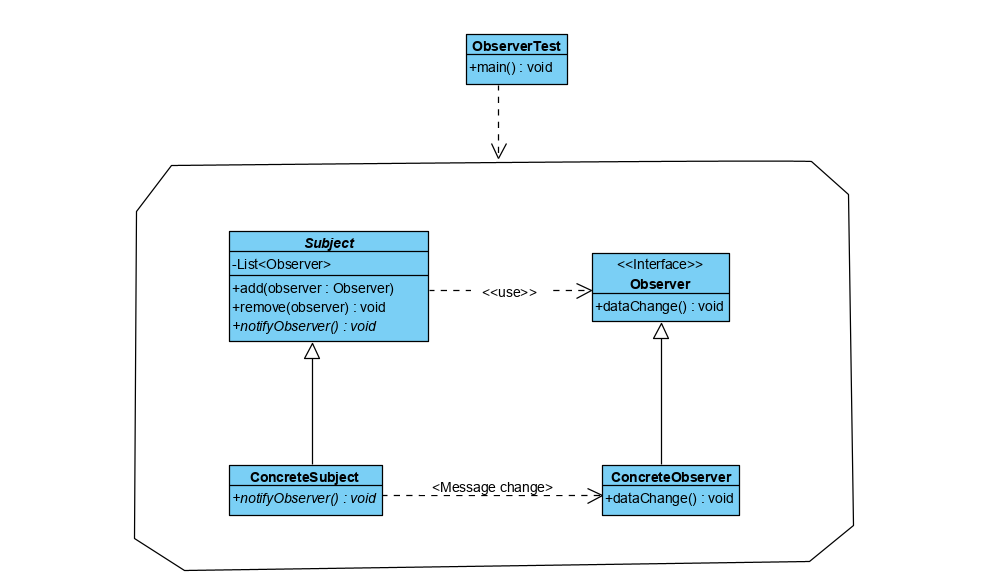 ObserverTest
+main() : void
Subject
-List<Observer>
+add(observer : Observer)
+remove(observer) : void
+notifyObserver() : void
<<use>>
<<Interface>>
Observer
+dataChange() : void
ConcreteSubject
+notifyObserver() : void
<Message change>
ConcreteObserver
+dataChange() : void